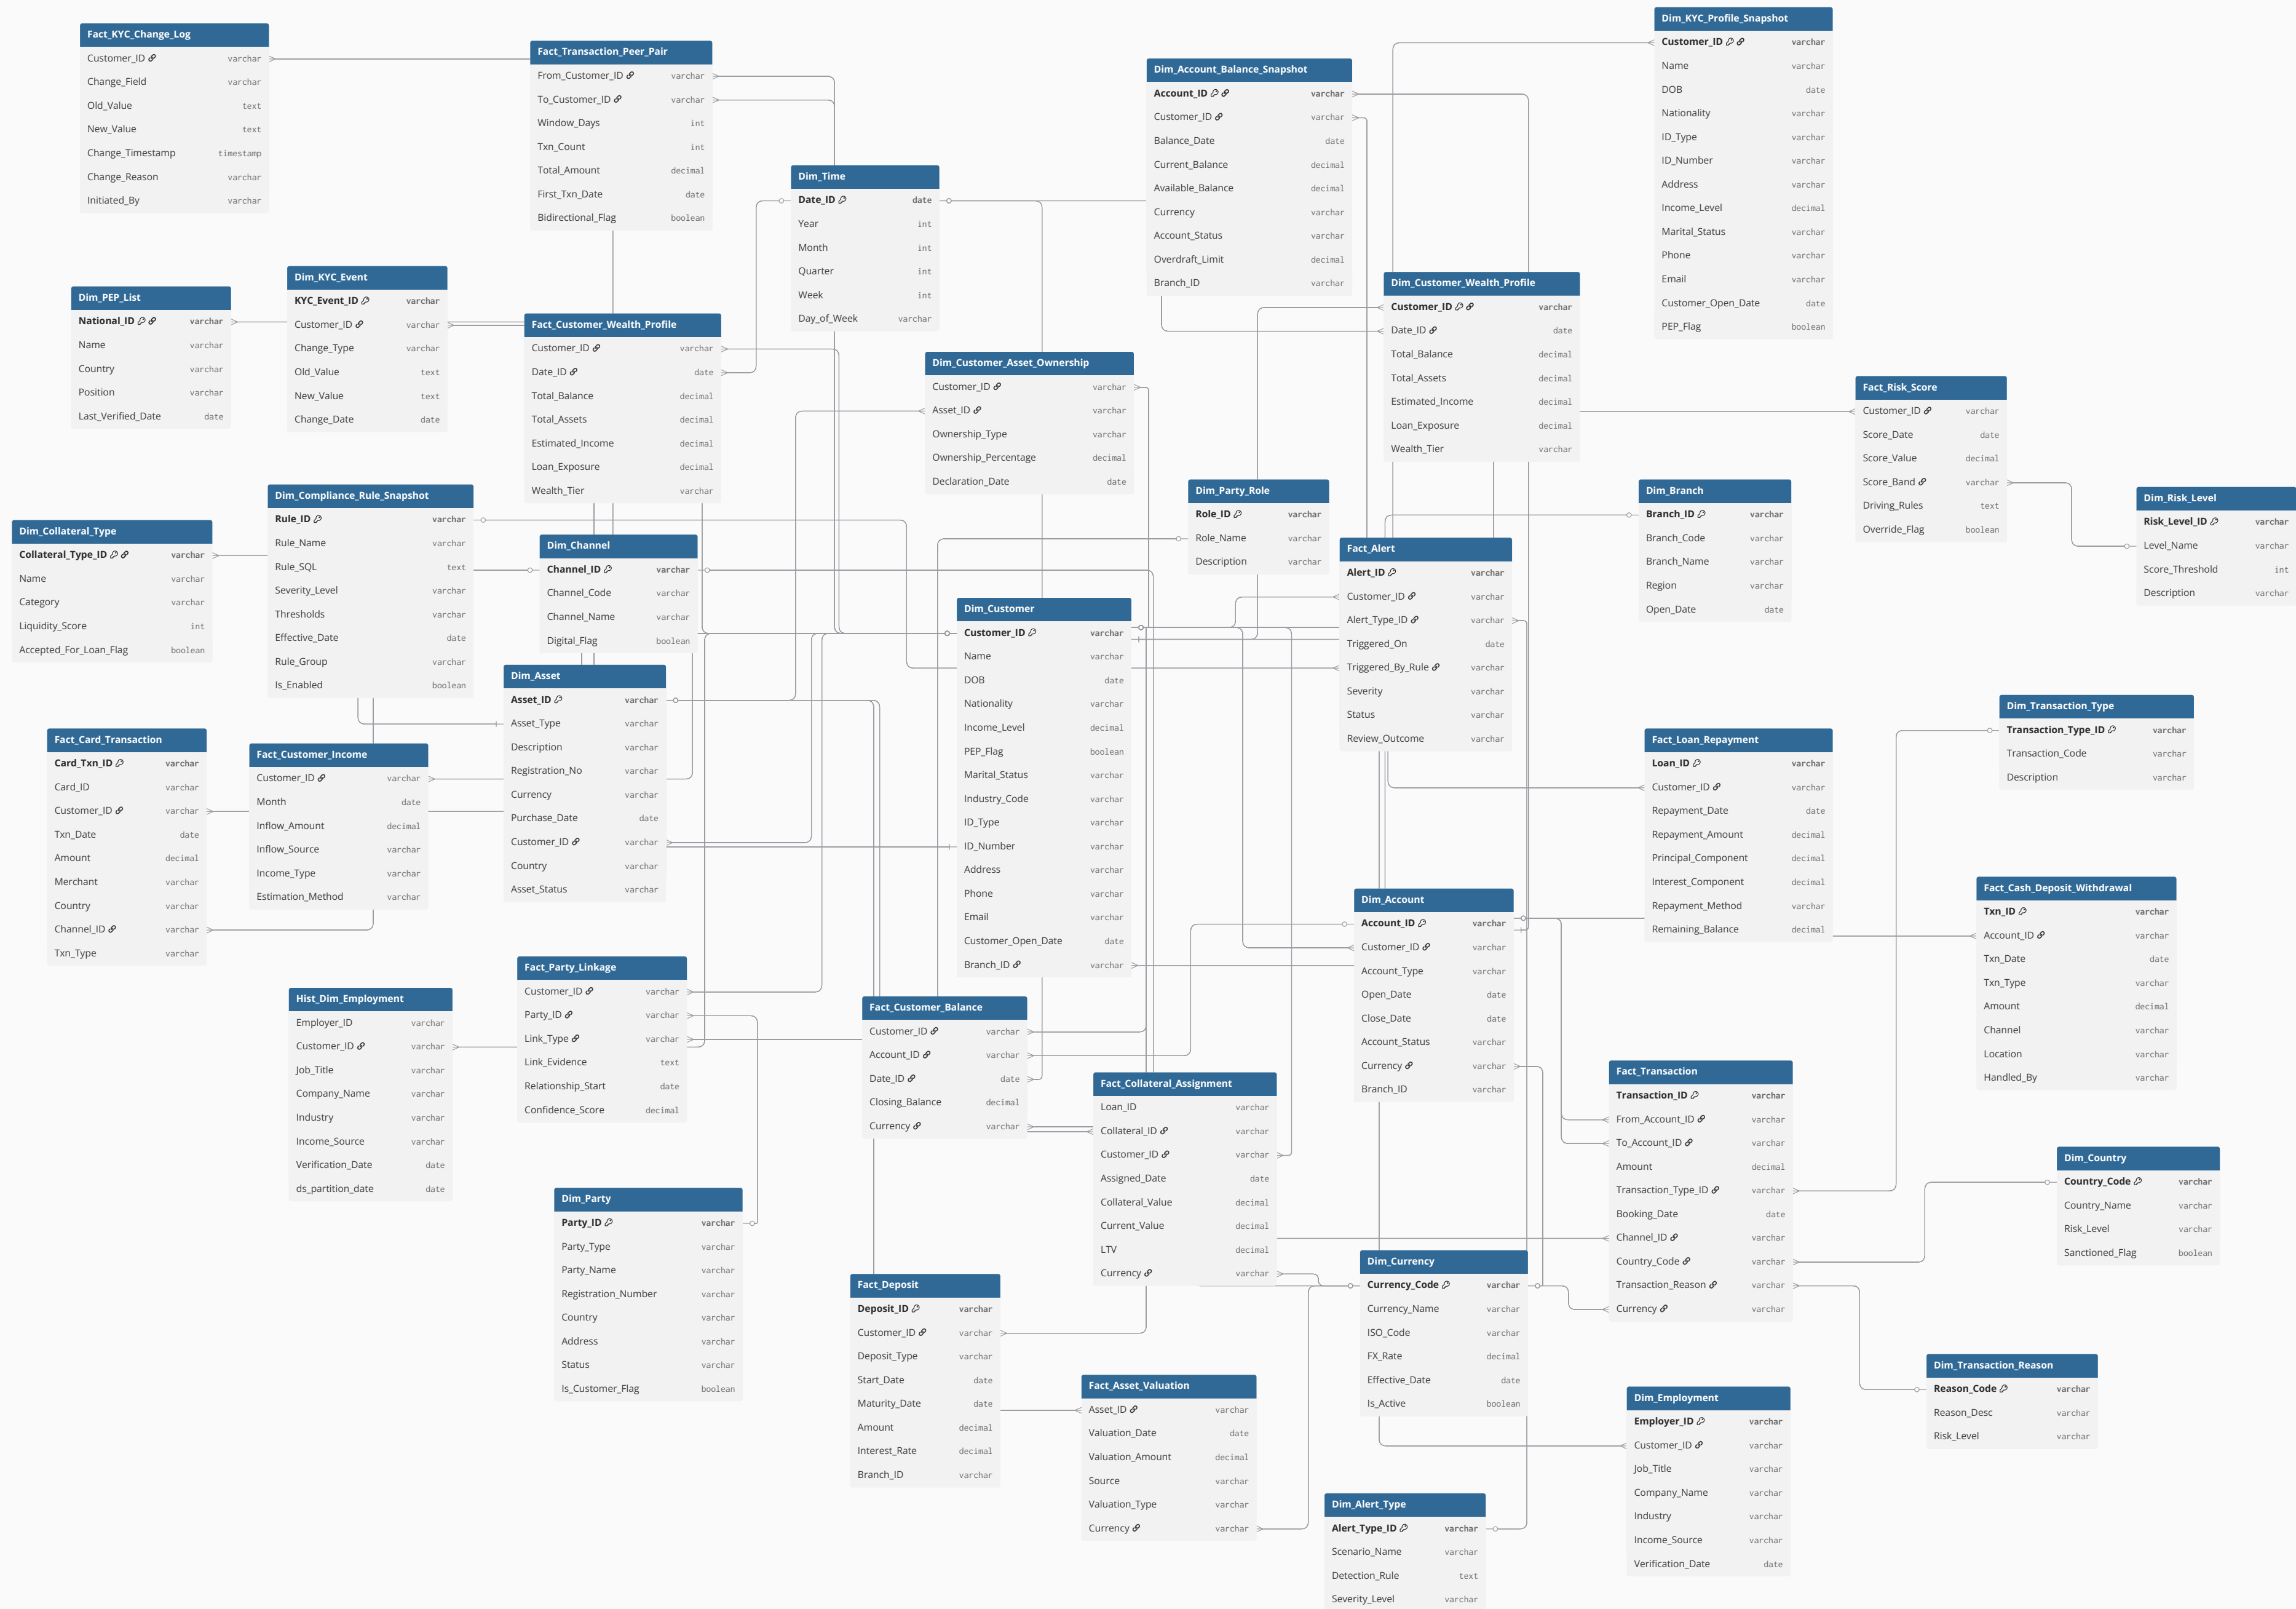 Fact_KYC_Change_Log
Customer_ID varchar
Change_Field varchar
Old_Value text
New_Value text
Change_Timestamp timestamp
Change_Reason varchar
Initiated_By varchar
Fact_Transaction_Peer_Pair
From_Customer_ID varchar
To_Customer_ID varchar
Window_Days int
Txn_Count int
Total_Amount decimal
First_Txn_Date date
Bidirectional_Flag boolean
Dim_Time
Date_ID date
Year int
Month int
Quarter int
Week int
Day_of_Week varchar
Dim_Account_Balance_Snapshot
Account_ID varchar
Customer_ID varchar
Balance_Date date
Current_Balance decimal
Available_Balance decimal
Currency varchar
Account_Status varchar
Overdraft_Limit decimal
Branch_ID varchar
Dim_KYC_Profile_Snapshot
Customer_ID varchar
Name varchar
DOB date
Nationality varchar
ID_Type varchar
ID_Number varchar
Address varchar
Income_Level decimal
Marital_Status varchar
Phone varchar
Email varchar
Customer_Open_Date date
PEP_Flag boolean
Dim_PEP_List
National_ID varchar
Name varchar
Country varchar
Position varchar
Last_Verified_Date date
Dim_KYC_Event
KYC_Event_ID varchar
Customer_ID varchar
Change_Type varchar
Old_Value text
New_Value text
Change_Date date
Fact_Customer_Wealth_Profile
Customer_ID varchar
Date_ID date
Total_Balance decimal
Total_Assets decimal
Estimated_Income decimal
Loan_Exposure decimal
Wealth_Tier varchar
Dim_Customer_Asset_Ownership
Customer_ID varchar
Asset_ID varchar
Ownership_Type varchar
Ownership_Percentage decimal
Declaration_Date date
Dim_Customer_Wealth_Profile
Customer_ID varchar
Date_ID date
Total_Balance decimal
Total_Assets decimal
Estimated_Income decimal
Loan_Exposure decimal
Wealth_Tier varchar
Fact_Risk_Score
Customer_ID varchar
Score_Date date
Score_Value decimal
Score_Band varchar
Driving_Rules text
Override_Flag boolean
Dim_Risk_Level
Risk_Level_ID varchar
Level_Name varchar
Score_Threshold int
Description varchar
Dim_Collateral_Type
Collateral_Type_ID varchar
Name varchar
Category varchar
Liquidity_Score int
Accepted_For_Loan_Flag boolean
Dim_Compliance_Rule_Snapshot
Rule_ID varchar
Rule_Name varchar
Rule_SQL text
Severity_Level varchar
Thresholds varchar
Effective_Date date
Rule_Group varchar
Is_Enabled boolean
Dim_Channel
Channel_ID varchar
Channel_Code varchar
Channel_Name varchar
Digital_Flag boolean
Dim_Party_Role
Role_ID varchar
Role_Name varchar
Description varchar
Fact_Alert
Alert_ID varchar
Customer_ID varchar
Alert_Type_ID varchar
Triggered_On date
Triggered_By_Rule varchar
Severity varchar
Status varchar
Review_Outcome varchar
Dim_Branch
Branch_ID varchar
Branch_Code varchar
Branch_Name varchar
Region varchar
Open_Date date
Dim_Customer
Customer_ID varchar
Name varchar
DOB date
Nationality varchar
Income_Level decimal
PEP_Flag boolean
Marital_Status varchar
Industry_Code varchar
ID_Type varchar
ID_Number varchar
Address varchar
Phone varchar
Email varchar
Customer_Open_Date date
Branch_ID varchar
Dim_Asset
Asset_ID varchar
Asset_Type varchar
Description varchar
Registration_No varchar
Currency varchar
Purchase_Date date
Customer_ID varchar
Country varchar
Asset_Status varchar
Fact_Card_Transaction
Card_Txn_ID varchar
Card_ID varchar
Customer_ID varchar
Txn_Date date
Amount decimal
Merchant varchar
Country varchar
Channel_ID varchar
Txn_Type varchar
Fact_Customer_Income
Customer_ID varchar
Month date
Inflow_Amount decimal
Inflow_Source varchar
Income_Type varchar
Estimation_Method varchar
Fact_Loan_Repayment
Loan_ID varchar
Customer_ID varchar
Repayment_Date date
Repayment_Amount decimal
Principal_Component decimal
Interest_Component decimal
Repayment_Method varchar
Remaining_Balance decimal
Dim_Transaction_Type
Transaction_Type_ID varchar
Transaction_Code varchar
Description varchar
Fact_Cash_Deposit_Withdrawal
Txn_ID varchar
Account_ID varchar
Txn_Date date
Txn_Type varchar
Amount decimal
Channel varchar
Location varchar
Handled_By varchar
Dim_Account
Account_ID varchar
Customer_ID varchar
Account_Type varchar
Open_Date date
Close_Date date
Account_Status varchar
Currency varchar
Branch_ID varchar
Hist_Dim_Employment
Employer_ID varchar
Customer_ID varchar
Job_Title varchar
Company_Name varchar
Industry varchar
Income_Source varchar
Verification_Date date
ds_partition_date date
Fact_Party_Linkage
Customer_ID varchar
Party_ID varchar
Link_Type varchar
Link_Evidence text
Relationship_Start date
Confidence_Score decimal
Fact_Customer_Balance
Customer_ID varchar
Account_ID varchar
Date_ID date
Closing_Balance decimal
Currency varchar
Fact_Collateral_Assignment
Loan_ID varchar
Collateral_ID varchar
Customer_ID varchar
Assigned_Date date
Collateral_Value decimal
Current_Value decimal
LTV decimal
Currency varchar
Fact_Transaction
Transaction_ID varchar
From_Account_ID varchar
To_Account_ID varchar
Amount decimal
Transaction_Type_ID varchar
Booking_Date date
Channel_ID varchar
Country_Code varchar
Transaction_Reason varchar
Currency varchar
Dim_Country
Country_Code varchar
Country_Name varchar
Risk_Level varchar
Sanctioned_Flag boolean
Dim_Party
Party_ID varchar
Party_Type varchar
Party_Name varchar
Registration_Number varchar
Country varchar
Address varchar
Status varchar
Is_Customer_Flag boolean
Fact_Deposit
Deposit_ID varchar
Customer_ID varchar
Deposit_Type varchar
Start_Date date
Maturity_Date date
Amount decimal
Interest_Rate decimal
Branch_ID varchar
Dim_Currency
Currency_Code varchar
Currency_Name varchar
ISO_Code varchar
FX_Rate decimal
Effective_Date date
Is_Active boolean
Fact_Asset_Valuation
Asset_ID varchar
Valuation_Date date
Valuation_Amount decimal
Source varchar
Valuation_Type varchar
Currency varchar
Dim_Transaction_Reason
Reason_Code varchar
Reason_Desc varchar
Risk_Level varchar
Dim_Employment
Employer_ID varchar
Customer_ID varchar
Job_Title varchar
Company_Name varchar
Industry varchar
Income_Source varchar
Verification_Date date
Dim_Alert_Type
Alert_Type_ID varchar
Scenario_Name varchar
Detection_Rule text
Severity_Level varchar